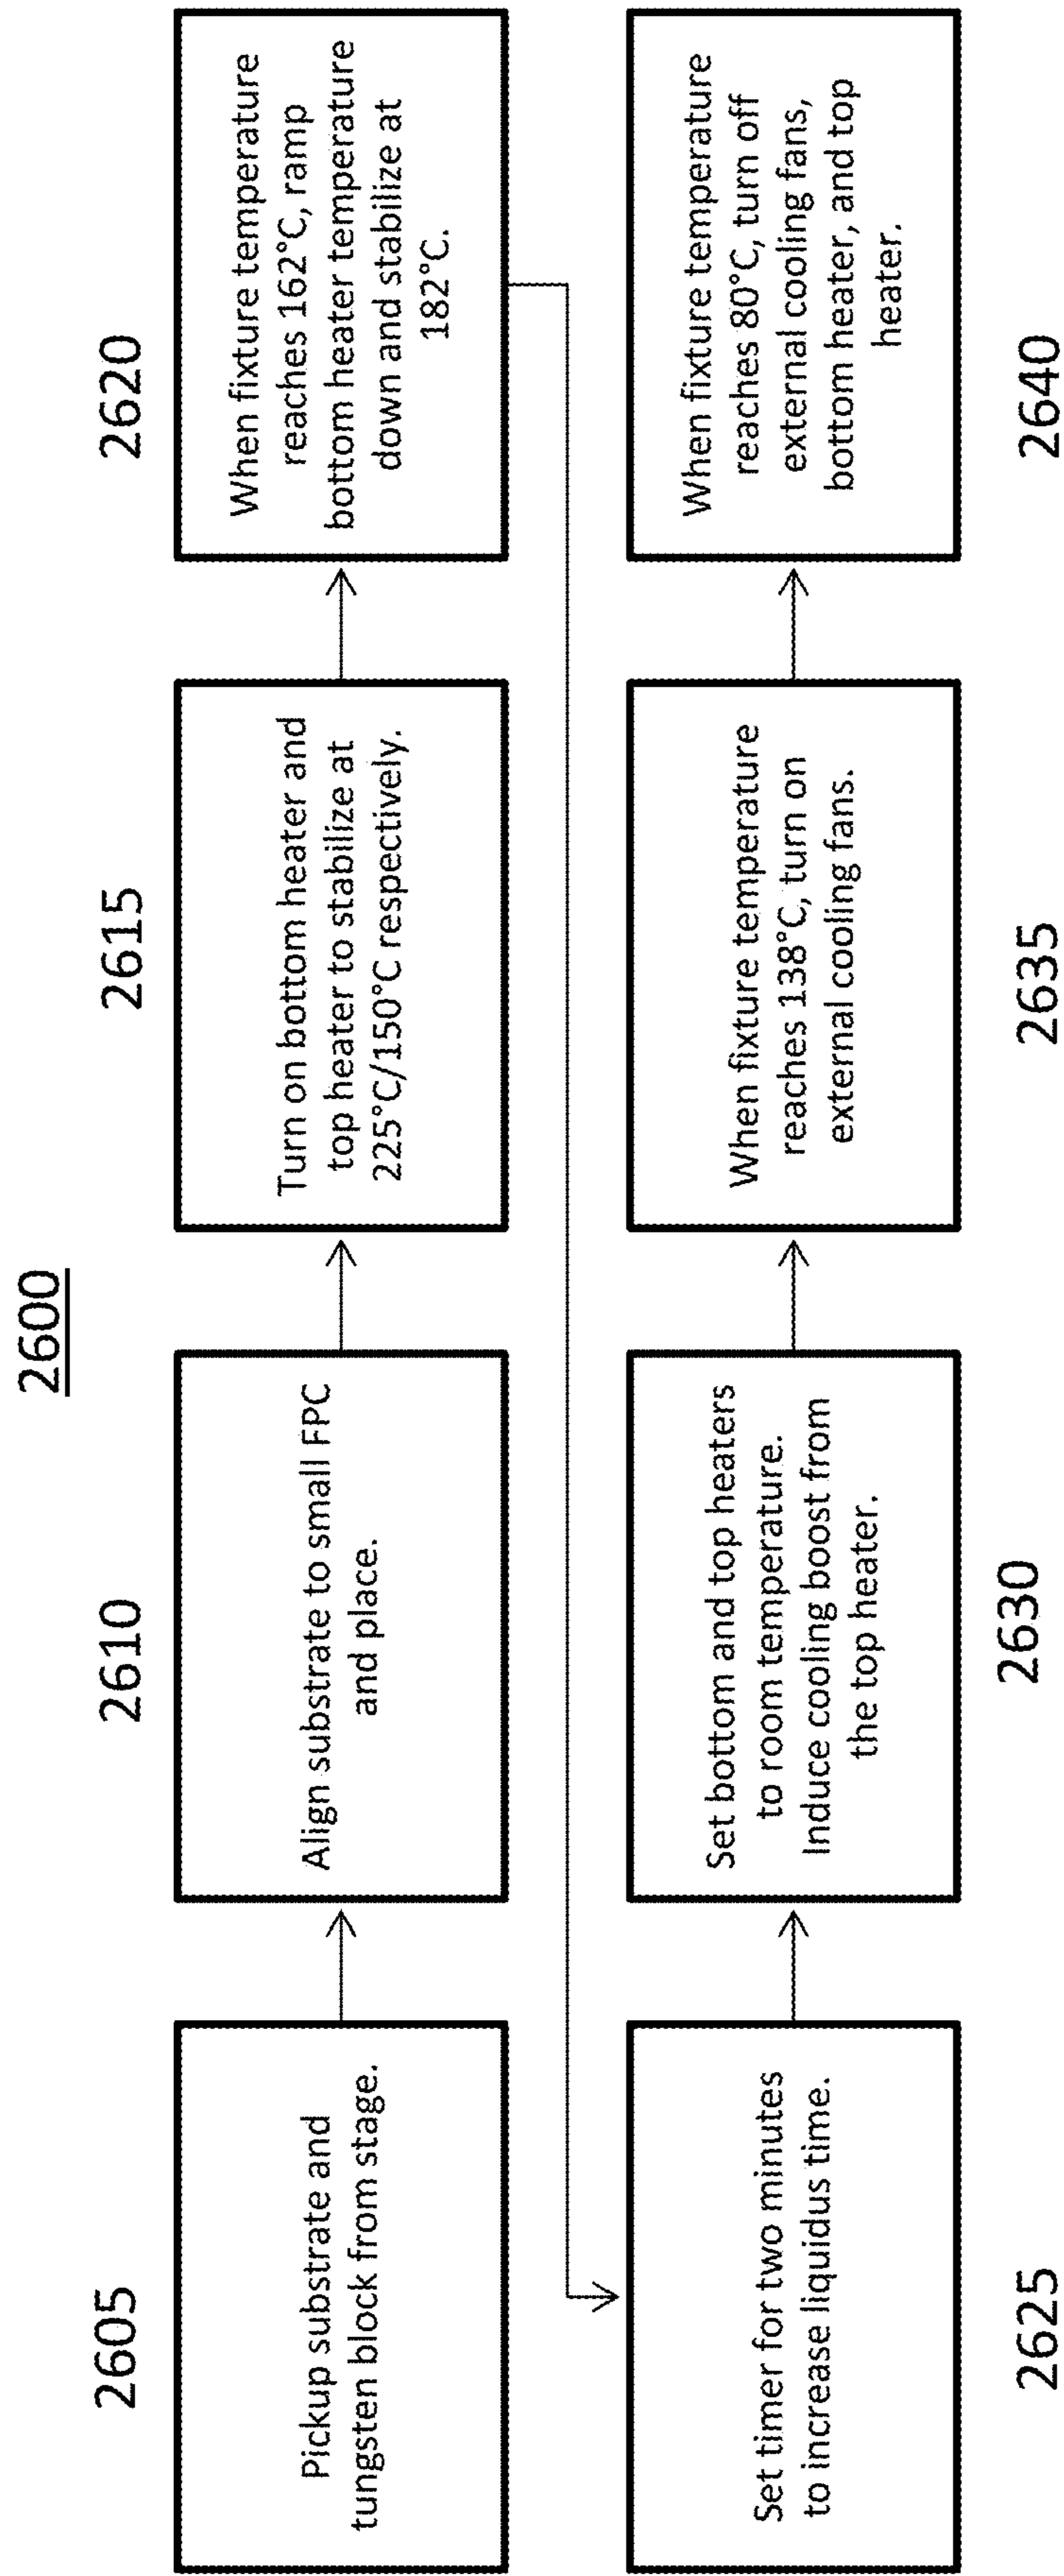 2600
2605
Pickup substrate and
tungsten block from stage.
2610
Align substrate to small FPC
and place.
2615
Turn on bottom heater and
top heater to stabilize at
225°C/150°C respectively.
2620
When fixture temperature
reaches 162°C, ramp
bottom heater temperature
down and stabilize at
182°C.
Set timer for two minutes
to increase liquidus time.
2625
Set bottom and top heaters
to room temperature.
Induce cooling boost from
the top heater.
2630
When fixture temperature
reaches 138°C, turn on
external cooling fans.
2635
When fixture temperature
reaches 80°C, turn off
external cooling fans,
bottom heater, and top
heater.
2640